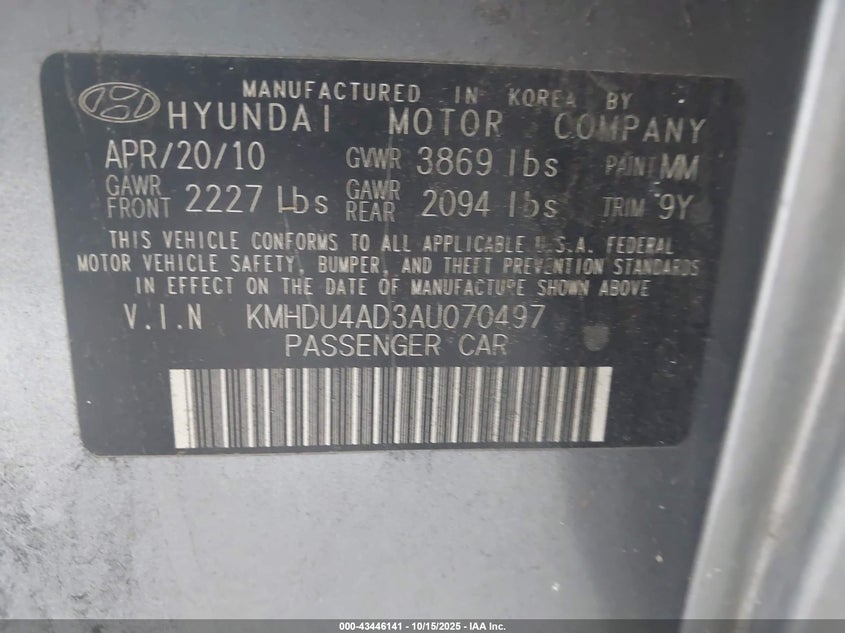 MANUFACTURED IN KOREA BY
HYUNDAI MOTOR COMPANY
APR/20/10 GVWR 3869 lbs PAINT MM
GAWR FRONT 2227 Lbs GAWR REAR 2094 lbs TRIM 9Y
THIS VEHICLE CONFORMS TO ALL APPLICABLE U.S.A. FEDERAL
MOTOR VEHICLE SAFETY, BUMPER, AND THEFT PREVENTION STANDARDS
IN EFFECT ON THE DATE OF MANUFACTURE SHOWN ABOVE
V.I.N KMHDU4AD3AU070497
PASSENGER CAR
000-43446141 - 10/15/2025 - IAA Inc.